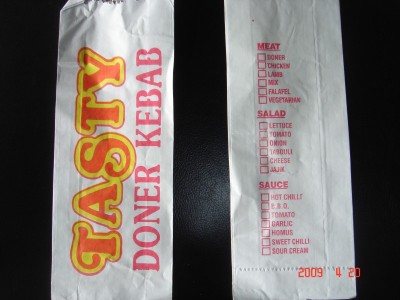 TASTY
DONER KEBAB
MEAT
DONER
CHICKEN
LAMB
MIX
FALAFEL
VEGETARIAN
SALAD
LETTUCE
TOMATO
ONION
TABOULI
CHEESE
JAJIK
SAUCE
HOT CHILLI
B.B.Q.
TOMATO
GARLIC
HOMUS
SWEET CHILLI
SOUR CREAM
2009 4 20